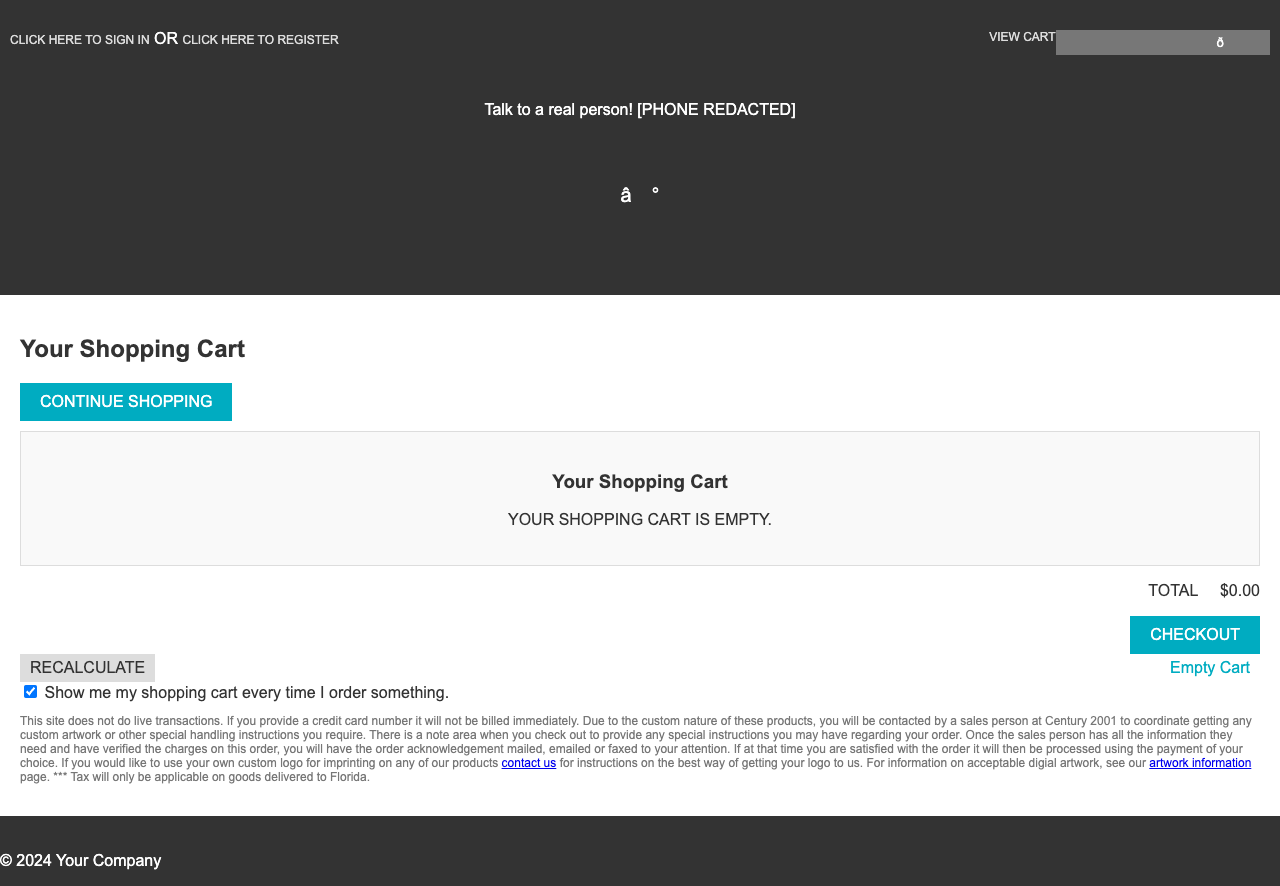 CLICK HERE TO SIGN IN OR CLICK HERE TO REGISTER
VIEW CART ð
Talk to a real person! [PHONE REDACTED]
â °
Your Shopping Cart
CONTINUE SHOPPING
Your Shopping Cart
YOUR SHOPPING CART IS EMPTY.
TOTAL $0.00
CHECKOUT
RECALCULATE
Empty Cart
Show me my shopping cart every time I order something.
This site does not do live transactions. If you provide a credit card number it will not be billed immediately. Due to the custom nature of these products, you will be contacted by a sales person at Century 2001 to coordinate getting any
custom artwork or other special handling instructions you require. There is a note area when you check out to provide any special instructions you may have regarding your order. Once the sales person has all the information they
need and have verified the charges on this order, you will have the order acknowledgement mailed, emailed or faxed to your attention. If at that time you are satisfied with the order it will then be processed using the payment of your
choice. If you would like to use your own custom logo for imprinting on any of our products contact us for instructions on the best way of getting your logo to us. For information on acceptable digial artwork, see our artwork information
page. *** Tax will only be applicable on goods delivered to Florida.
© 2024 Your Company